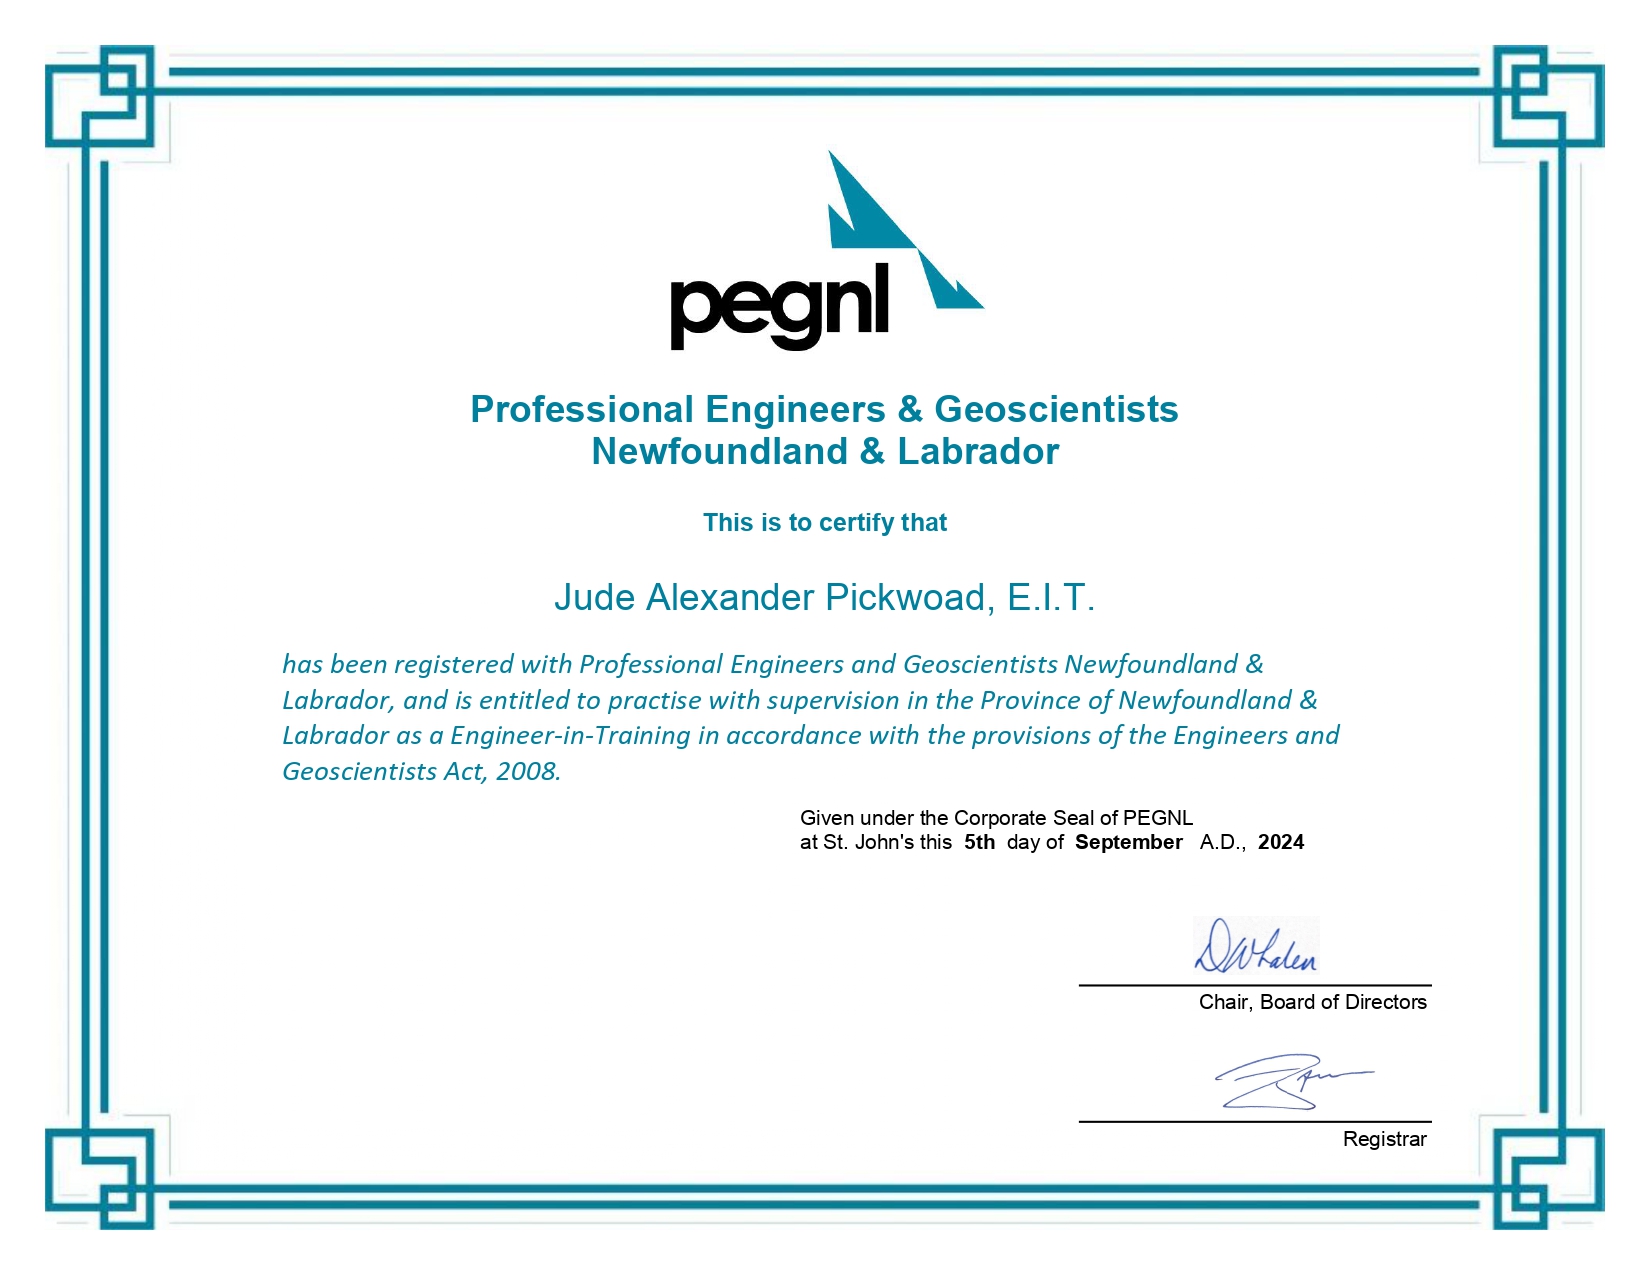 pegnl
Professional Engineers & Geoscientists
Newfoundland & Labrador
This is to certify that
Jude Alexander Pickwoad, E.I.T.
has been registered with Professional Engineers and Geoscientists Newfoundland &
Labrador, and is entitled to practise with supervision in the Province of Newfoundland &
Labrador as a Engineer-in-Training in accordance with the provisions of the Engineers and
Geoscientists Act, 2008.
Given under the Corporate Seal of PEGNL
at St. John's this 5th day of September A.D., 2024
DWhalen
Chair, Board of Directors
Registrar